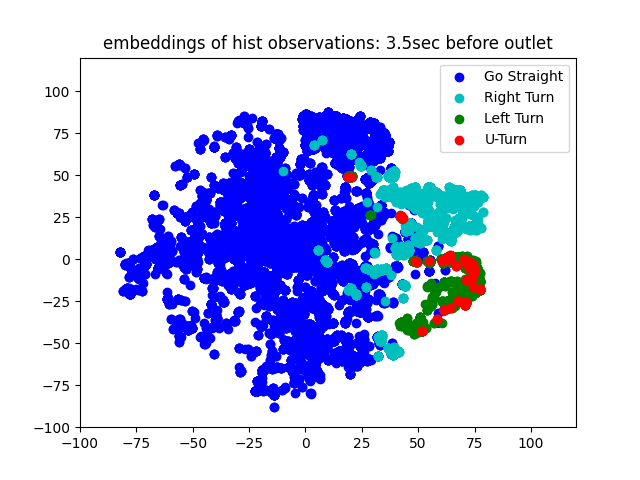 embeddings of hist observations: 3.5sec before outlet
Go Straight
Right Turn
Left Turn
U-Turn
100
75
50
25
0
−25
−50
−75
−100
−100 −75 −50 −25 0 25 50 75 100